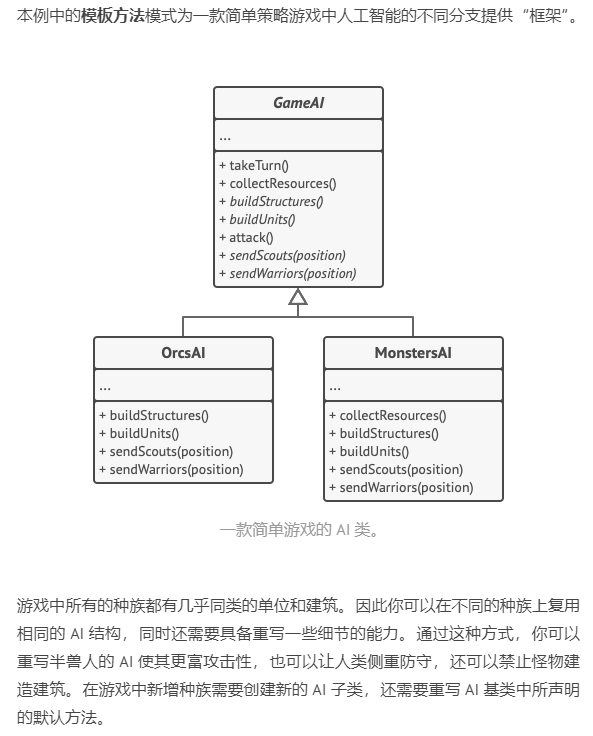 本例中的模板方法模式为一款简单策略游戏中人工智能的不同分支提供“框架”。
GameAI
...
+ takeTurn()
+ collectResources()
+ buildStructures()
+ buildUnits()
+ attack()
+ sendScouts(position)
+ sendWarriors(position)
OrcsAI
...
+ buildStructures()
+ buildUnits()
+ sendScouts(position)
+ sendWarriors(position)
MonstersAI
...
+ collectResources()
+ buildStructures()
+ buildUnits()
+ sendScouts(position)
+ sendWarriors(position)
一款简单游戏的 AI 类。
游戏中所有的种族都有几乎同类的单位和建筑。因此你可以在不同的种族上复用
相同的 AI 结构，同时还需要具备重写一些细节的能力。通过这种方式，你可以
重写半兽人的 AI 使其更富攻击性，也可以让人类侧重防守，还可以禁止怪物建
造建筑。在游戏中新增种族需要创建新的 AI 子类，还需要重写 AI 基类中所声明
的默认方法。